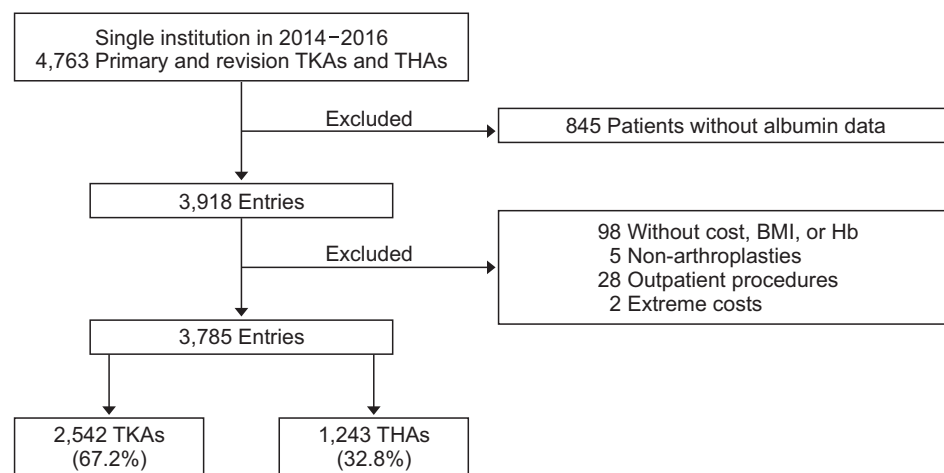 Single institution in 2014−2016
4,763 Primary and revision TKAs and THAs
Excluded
845 Patients without albumin data
3,918 Entries
Excluded
98 Without cost, BMI, or Hb
5 Non-arthroplasties
28 Outpatient procedures
2 Extreme costs
3,785 Entries
2,542 TKAs
(67.2%)
1,243 THAs
(32.8%)